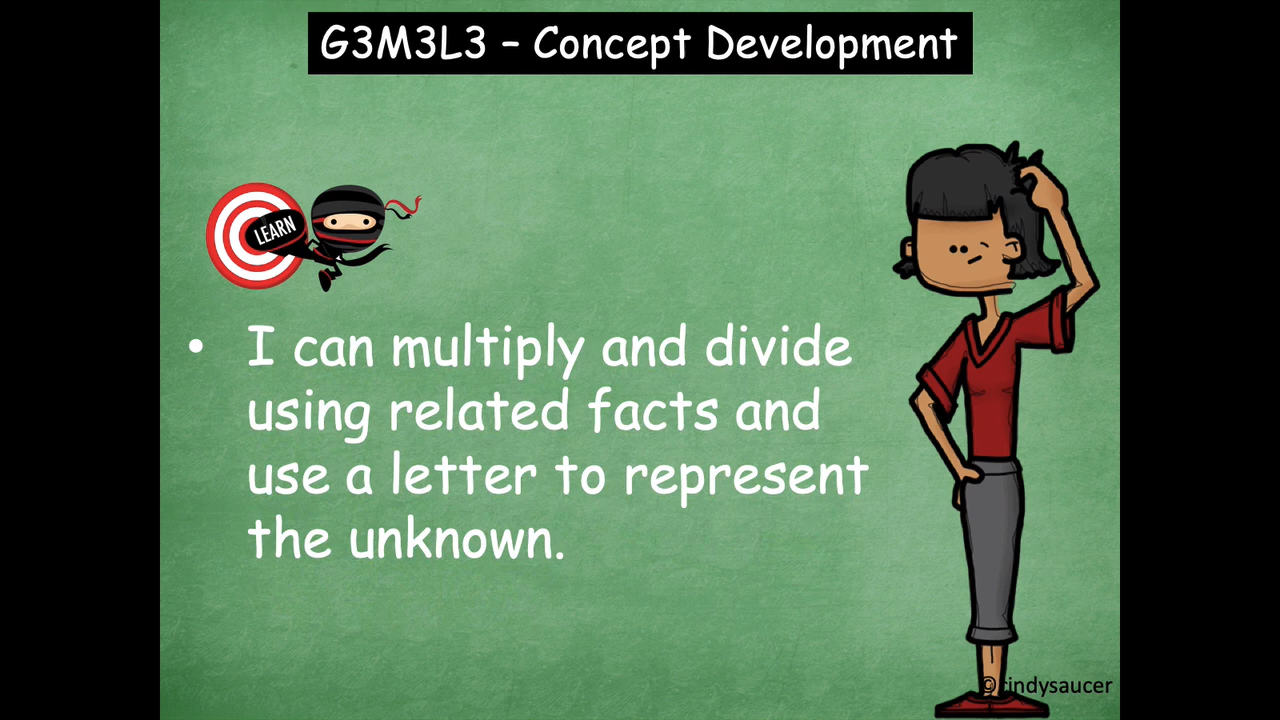 G3M3L3 – Concept Development
LEARN
• I can multiply and divide
using related facts and
use a letter to represent
the unknown.
©cindysaucer